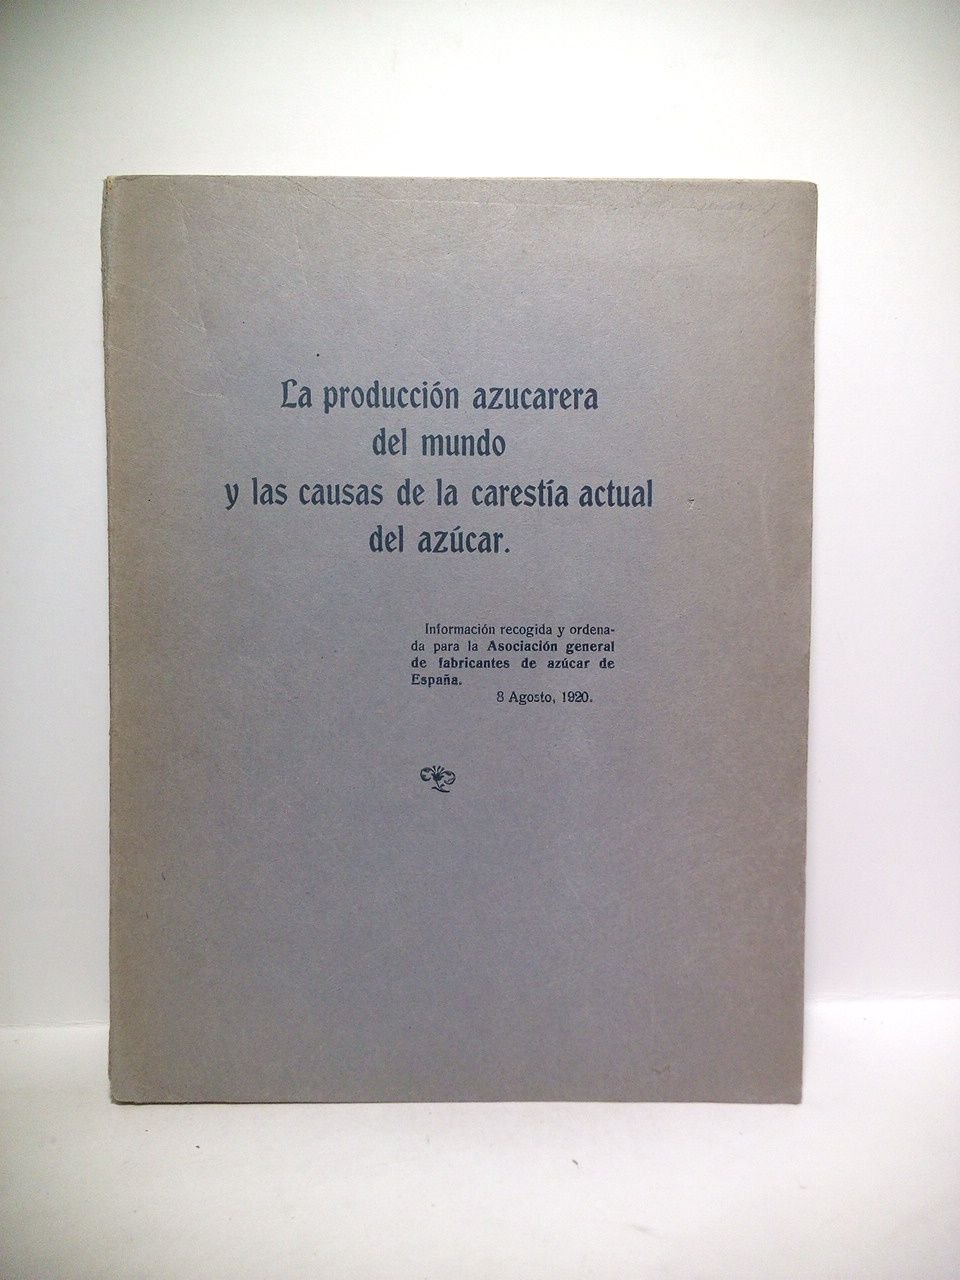 La producción azucarera
del mundo
y las causas de la carestía actual
del azúcar.
Información recogida y ordena-
da para la Asociación general
de fabricantes de azúcar de
España.
8 Agosto, 1920.